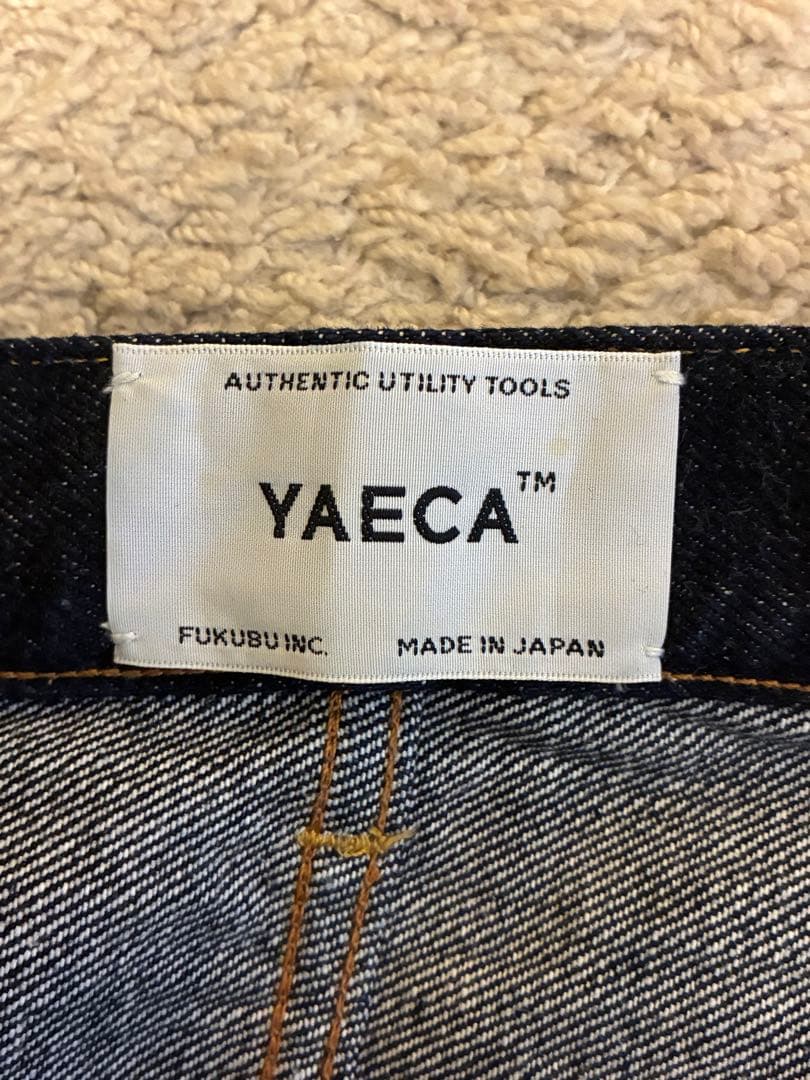 AUTHENTIC UTILITY TOOLS
YAECA™
FUKUBU INC. MADE IN JAPAN